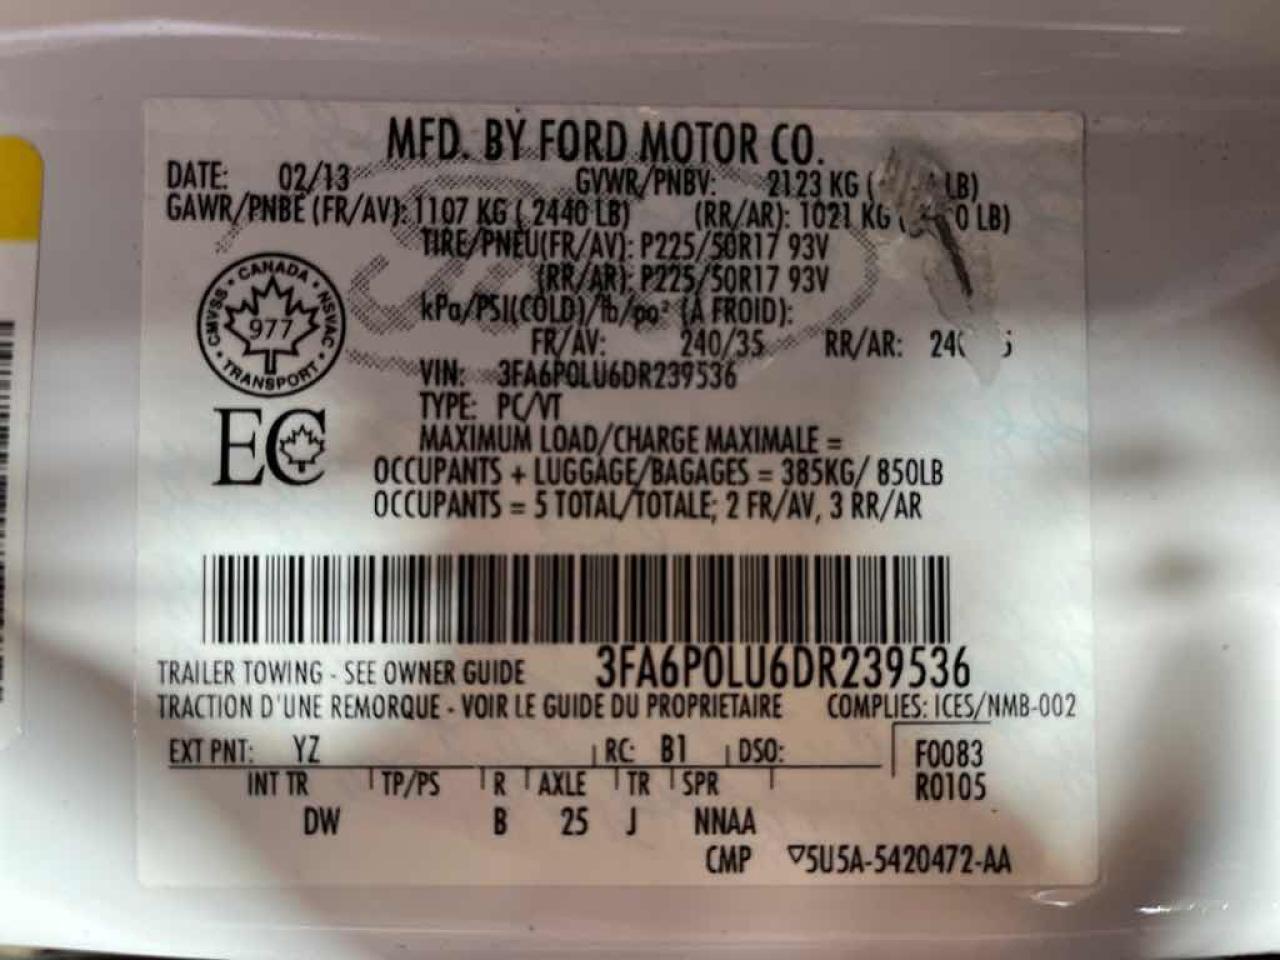 MFD. BY FORD MOTOR CO.
DATE: 02/13 GVWR/PNBV: 2123 KG ( LB)
GAWR/PNBE (FR/AV): 1107 KG ( 2440 LB) (RR/AR): 1021 KG ( 0 LB)
TIRE/PNEU(FR/AV): P225/50R17 93V
(RR/AR): P225/50R17 93V
kPa/PSI(COLD)/lb/po² (A FROID):
FR/AV: 240/35 RR/AR:
CANADA
CMVSS • NSVAC
977
TRANSPORT
VIN: 3FA6P0LU6DR239536
TYPE: PC/VT
EC
MAXIMUM LOAD/CHARGE MAXIMALE =
OCCUPANTS + LUGGAGE/BAGAGES = 385KG/ 850LB
OCCUPANTS = 5 TOTAL/TOTALE; 2 FR/AV, 3 RR/AR
TRAILER TOWING - SEE OWNER GUIDE 3FA6P0LU6DR239536
TRACTION D'UNE REMORQUE - VOIR LE GUIDE DU PROPRIETAIRE COMPLIES: ICES/NMB-002
EXT PNT: YZ RC: B1 DSO: F0083
INT TR TP/PS R AXLE TR SPR R0105
DW B 25 J NNAA
CMP ▽5U5A-5420472-AA